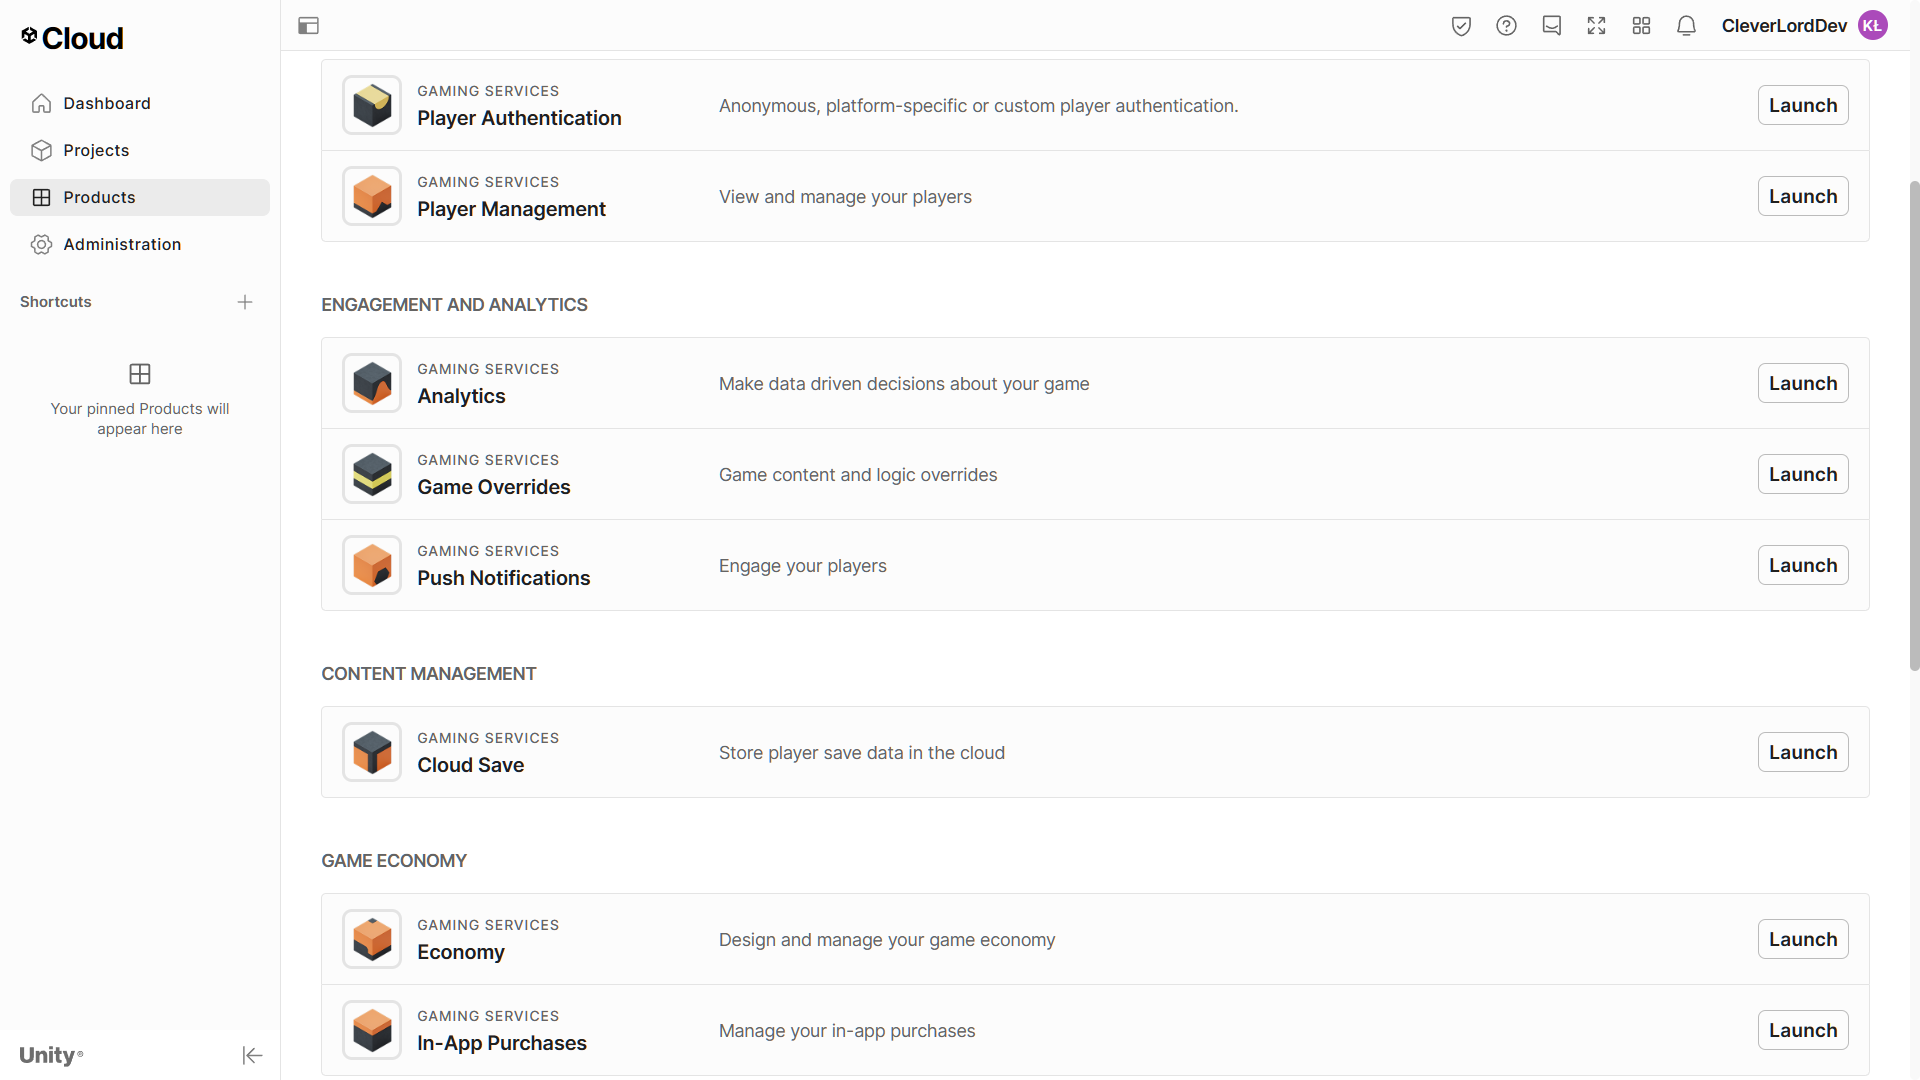 Cloud
CleverLordDev KŁ
Dashboard
Projects
Products
Administration
Shortcuts
Your pinned Products will
appear here
Unity®
GAMING SERVICES
Player Authentication
Anonymous, platform-specific or custom player authentication.
Launch
GAMING SERVICES
Player Management
View and manage your players
Launch
ENGAGEMENT AND ANALYTICS
GAMING SERVICES
Analytics
Make data driven decisions about your game
Launch
GAMING SERVICES
Game Overrides
Game content and logic overrides
Launch
GAMING SERVICES
Push Notifications
Engage your players
Launch
CONTENT MANAGEMENT
GAMING SERVICES
Cloud Save
Store player save data in the cloud
Launch
GAME ECONOMY
GAMING SERVICES
Economy
Design and manage your game economy
Launch
GAMING SERVICES
In-App Purchases
Manage your in-app purchases
Launch